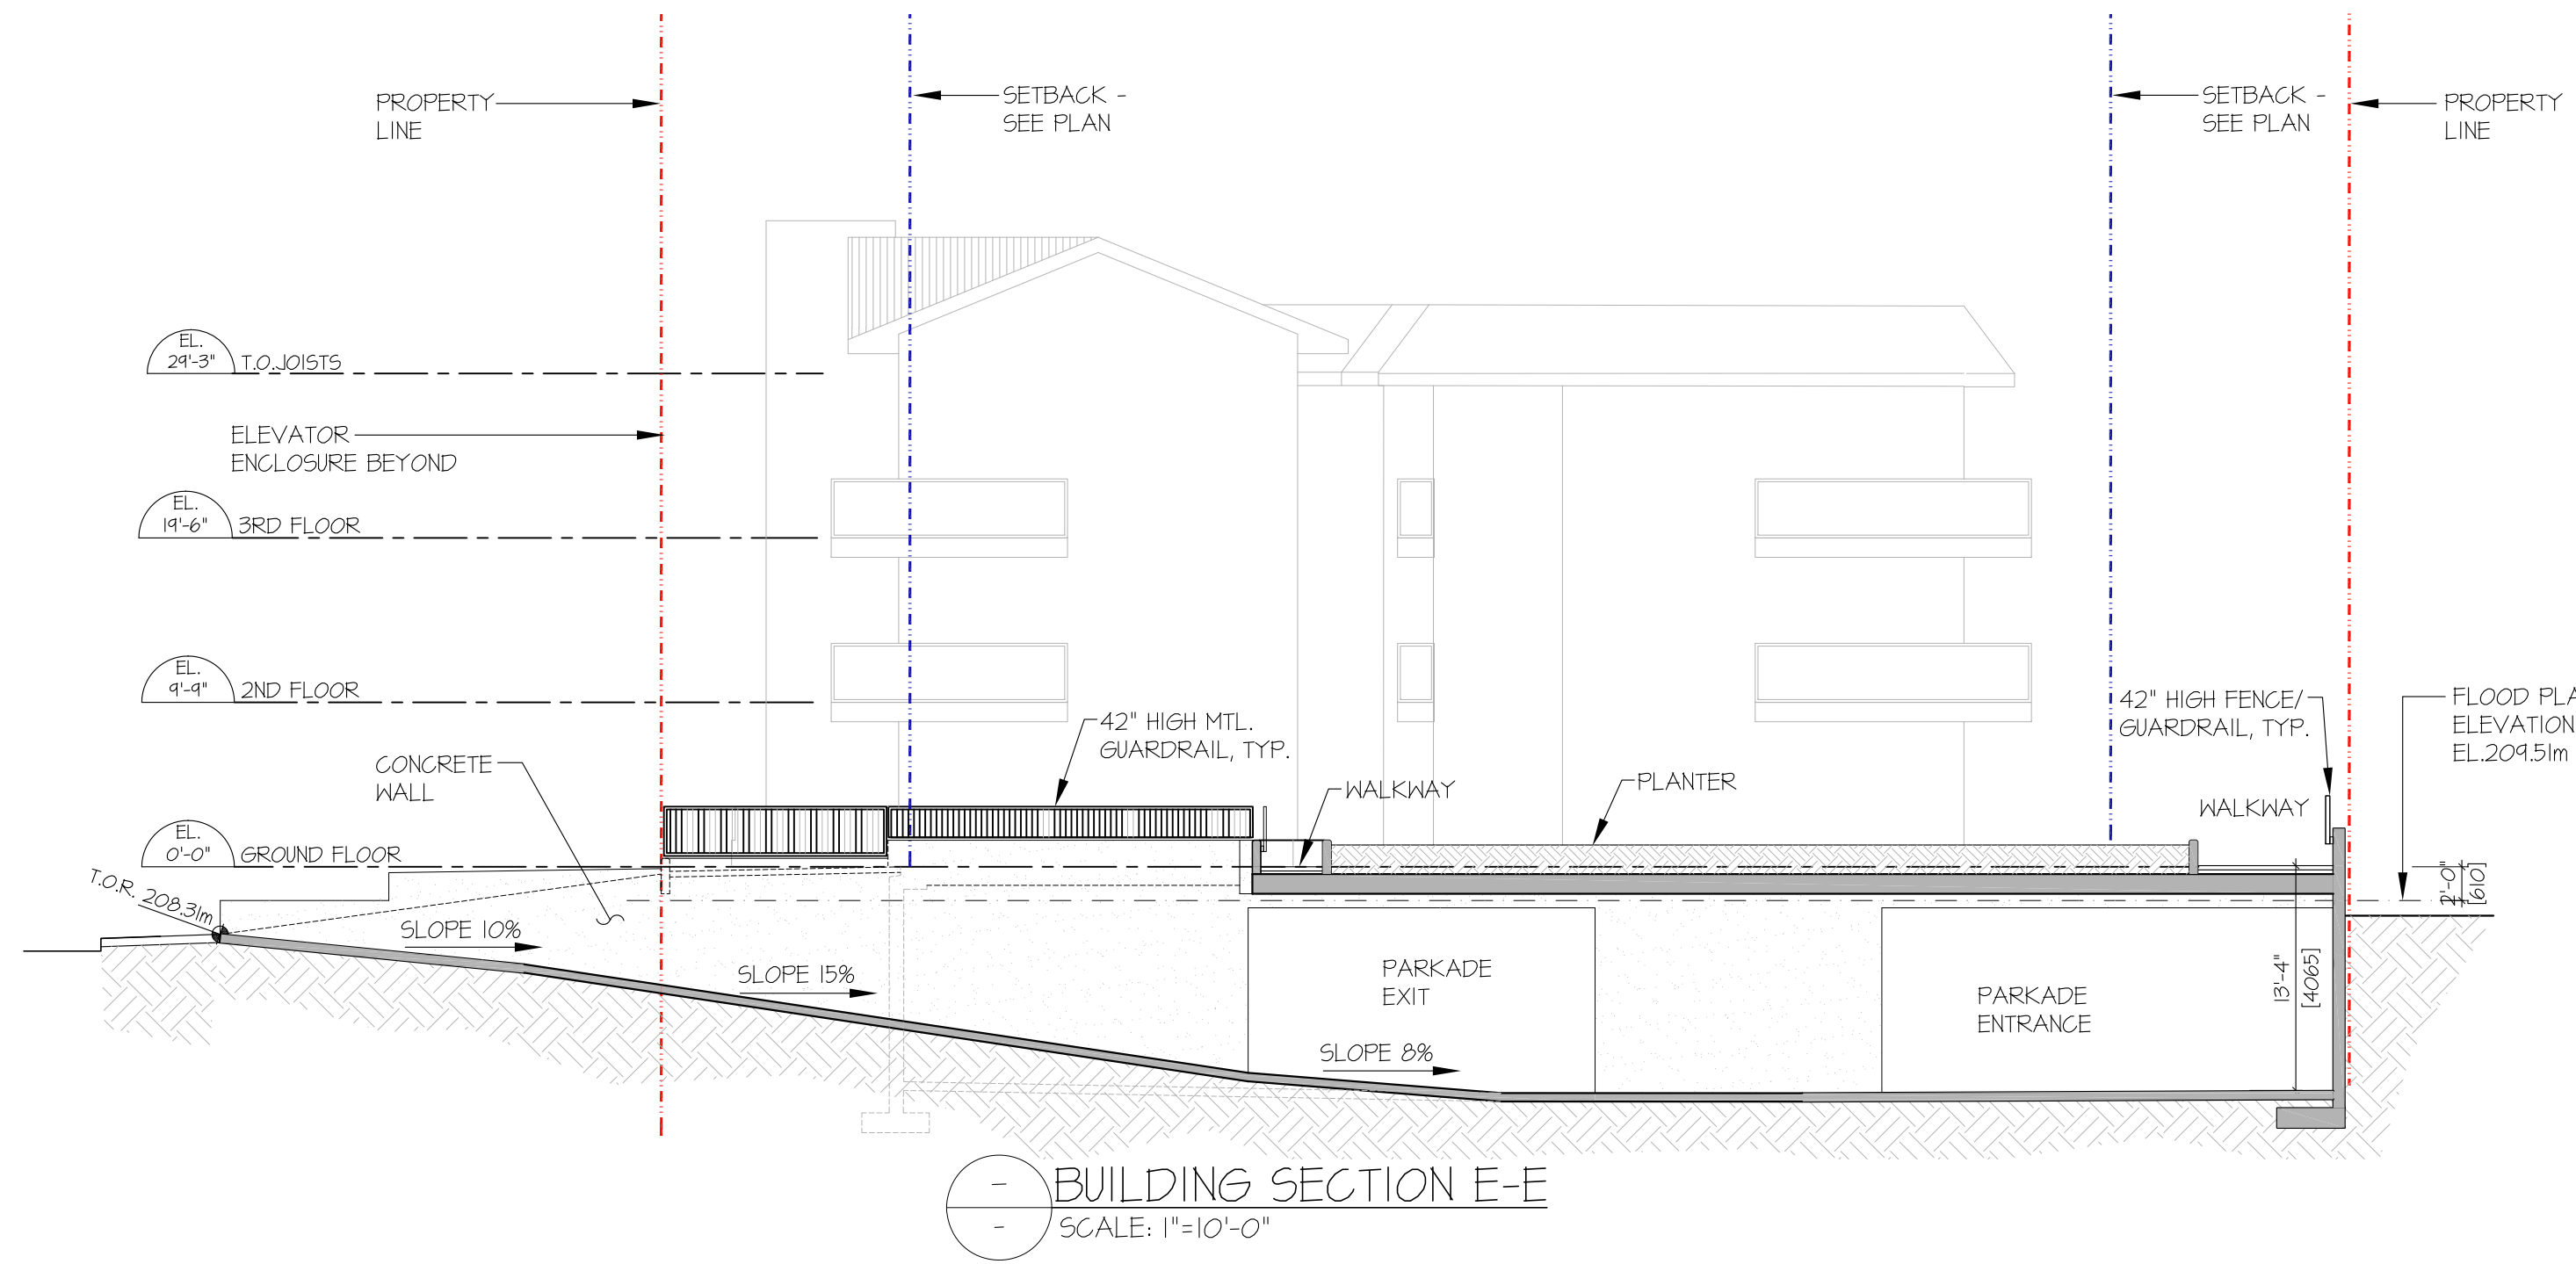 PROPERTY
LINE
SETBACK -
SEE PLAN
SETBACK -
SEE PLAN
PROPERTY
LINE
EL.
29'-3"
T.O.JOISTS
ELEVATOR
ENCLOSURE BEYOND
EL.
19'-6"
3RD FLOOR
EL.
9'-9"
2ND FLOOR
42" HIGH MTL.
GUARDRAIL, TYP.
42" HIGH FENCE/
GUARDRAIL, TYP.
FLOOD PLA
ELEVATION
EL.209.51m
CONCRETE
WALL
WALKWAY
PLANTER
WALKWAY
EL.
0'-0"
GROUND FLOOR
2'-0"
[610]
T.O.R. 208.31m
SLOPE 10%
SLOPE 15%
PARKADE
EXIT
PARKADE
ENTRANCE
13'-4"
[4065]
SLOPE 8%
-
BUILDING SECTION E-E
-
SCALE: 1"=10'-0"